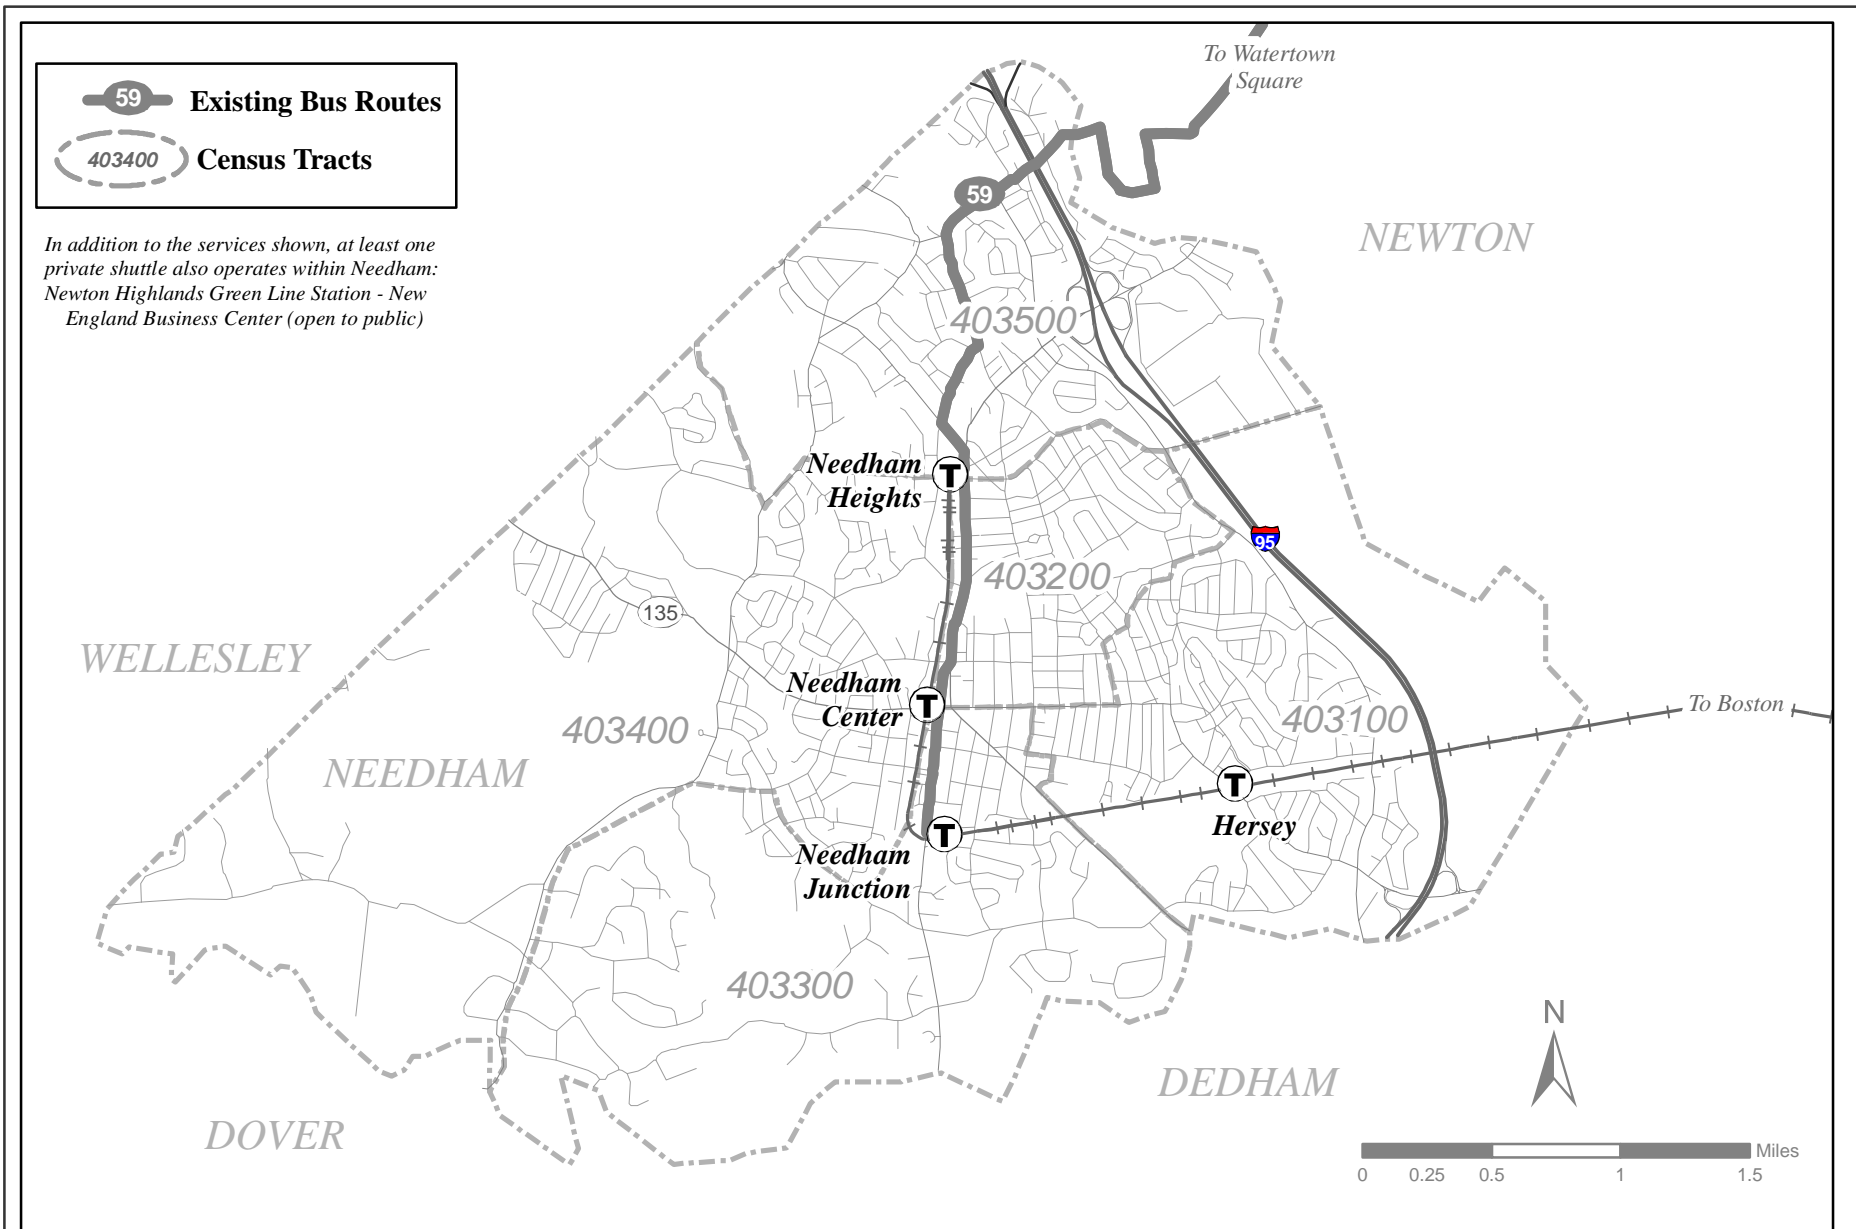 To Watertown
Square
59
Existing Bus Routes
403400
Census Tracts
59
In addition to the services shown, at least one
private shuttle also operates within Needham:
Newton Highlands Green Line Station - New
England Business Center (open to public)
NEWTON
403500
Needham
Heights
T
95
403200
135
WELLESLEY
Needham
Center
T
403400
403100
To Boston
NEEDHAM
T
Hersey
T
Needham
Junction
403300
N
DEDHAM
DOVER
Miles
0 0.25 0.5 1 1.5